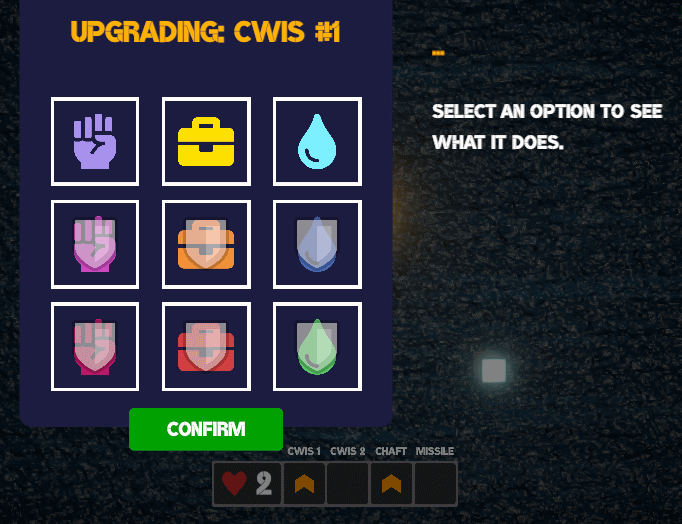 UPGRADING: CWIS #1
...
SELECT AN OPTION TO SEE
WHAT IT DOES.
CONFIRM
CWIS 1 CWIS 2 CHAFT MISSILE
2